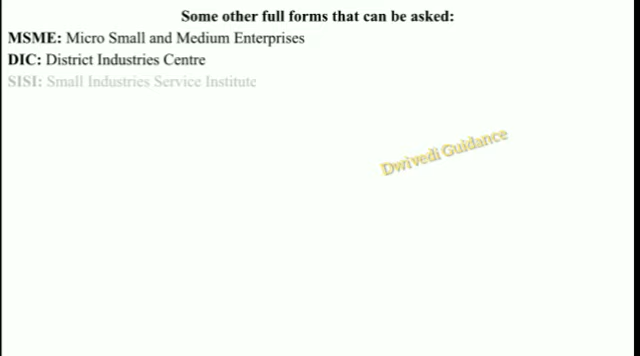 Some other full forms that can be asked:
MSME: Micro Small and Medium Enterprises
DIC: District Industries Centre
SISI: Small Industries Service Institute
Dwivedi Guidance